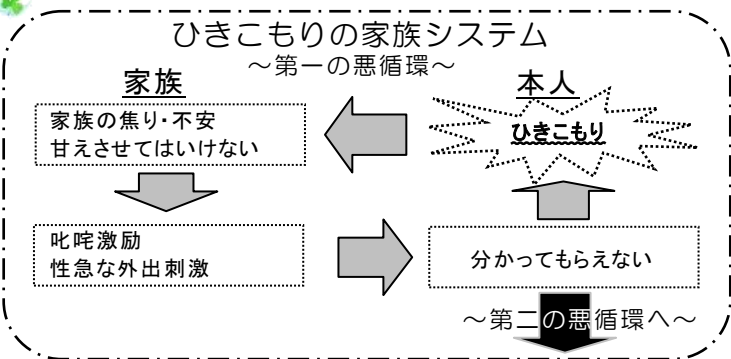 ひきこもりの家族システム
～第一の悪循環～
家族
本人
家族の焦り・不安
甘えさせてはいけない
ひきこもり
叱咤激励
性急な外出刺激
分かってもらえない
～第二の悪循環へ～